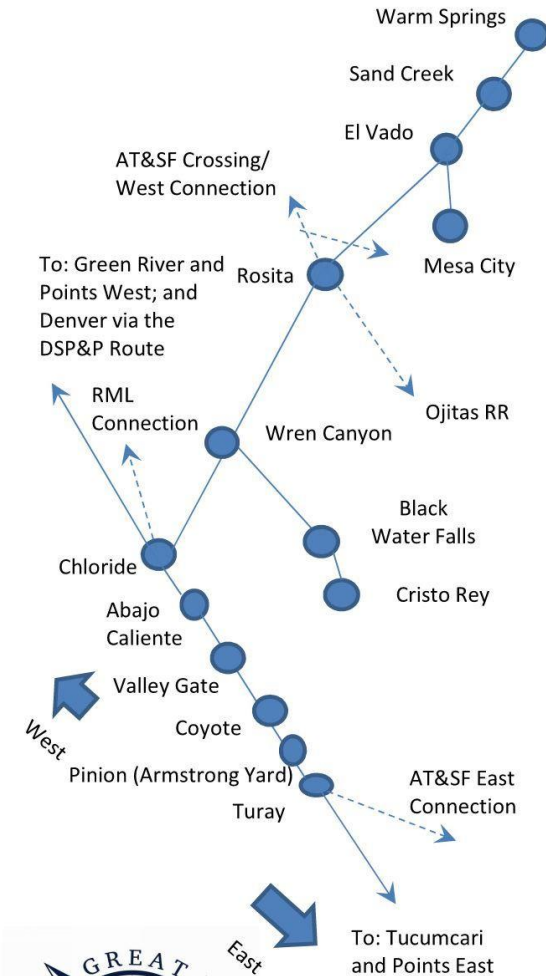 Warm Springs
Sand Creek
El Vado
AT&SF Crossing/
West Connection
Mesa City
To: Green River and
Points West; and
Denver via the
DSP&P Route
Rosita
RML
Connection
Ojitas RR
Wren Canyon
Black
Water Falls
Chloride
Cristo Rey
Abajo
Caliente
Valley Gate
West
Coyote
Pinion (Armstrong Yard)
AT&SF East
Connection
Turay
East
To: Tucumcari
and Points East
GREAT